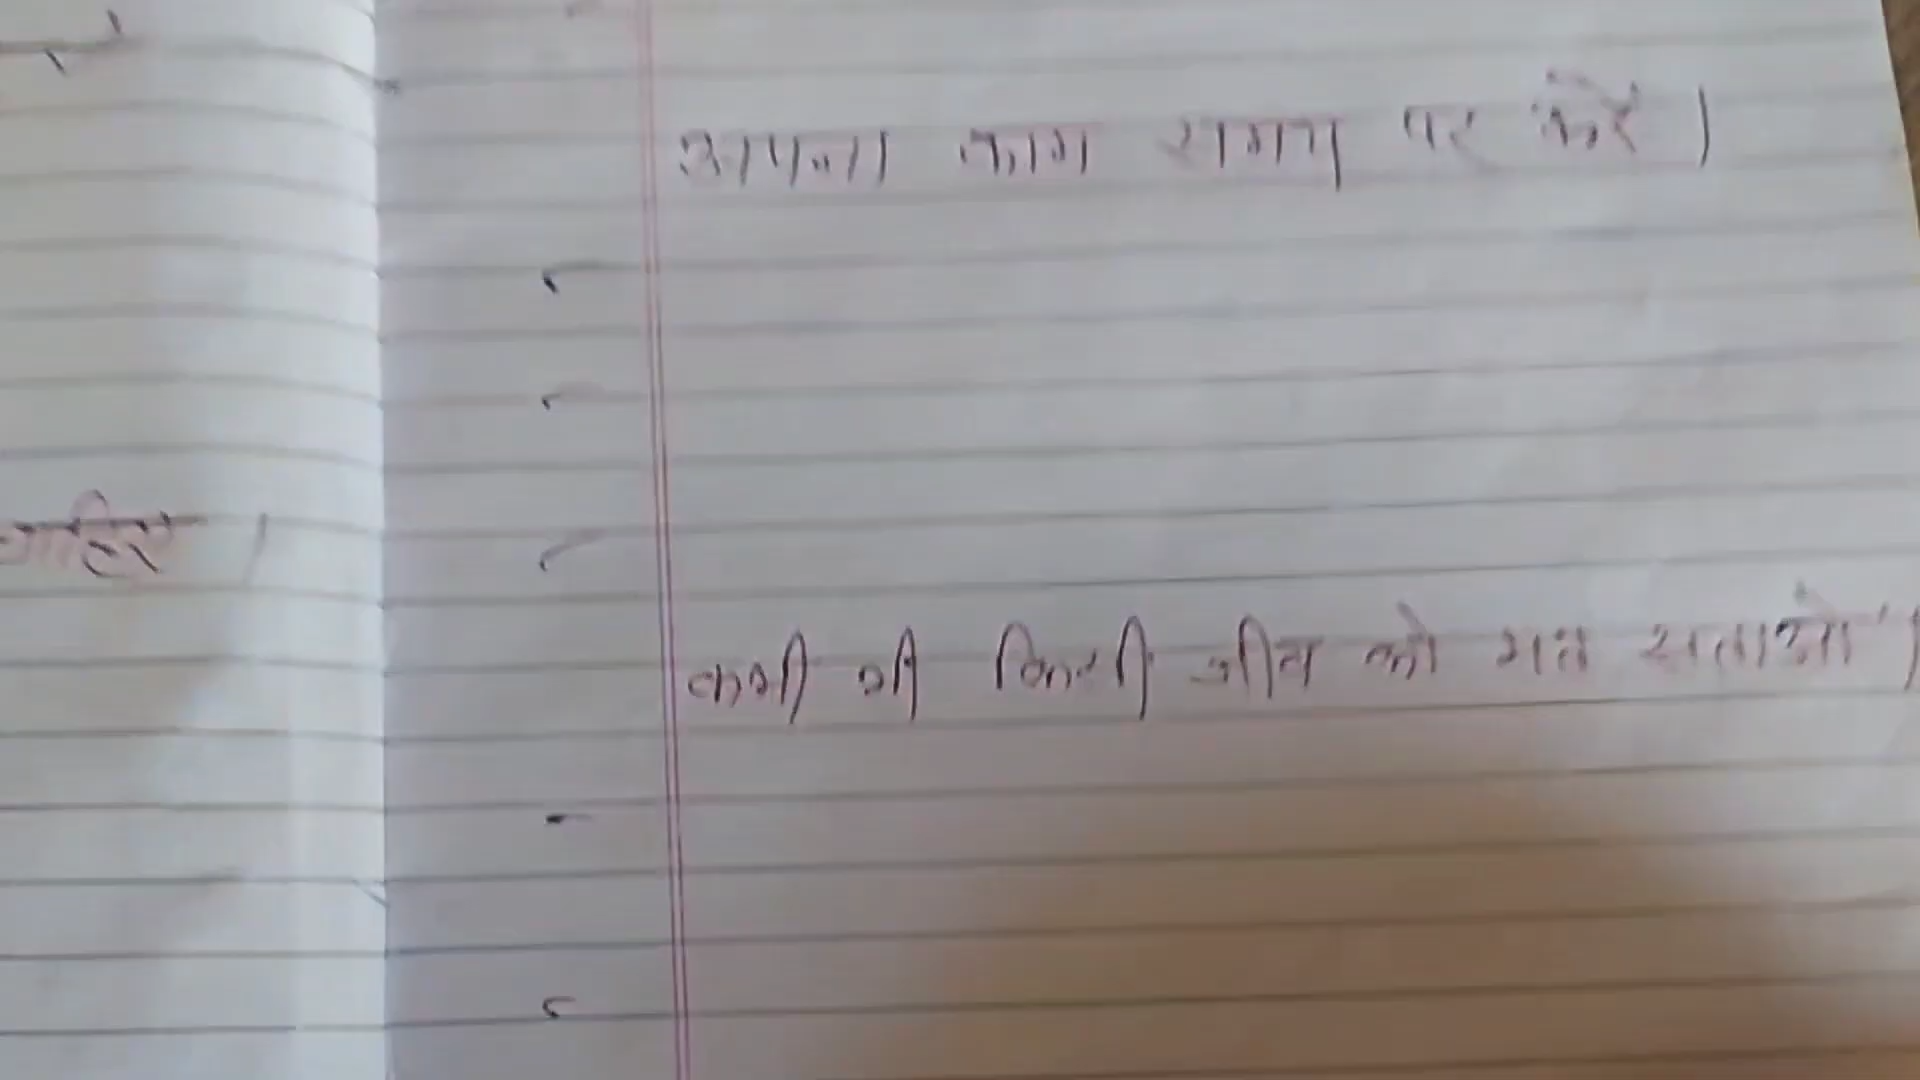 अपना काम समय पर करें।
चाहिए।
कभी भी किसी जीव को मत सताओ।